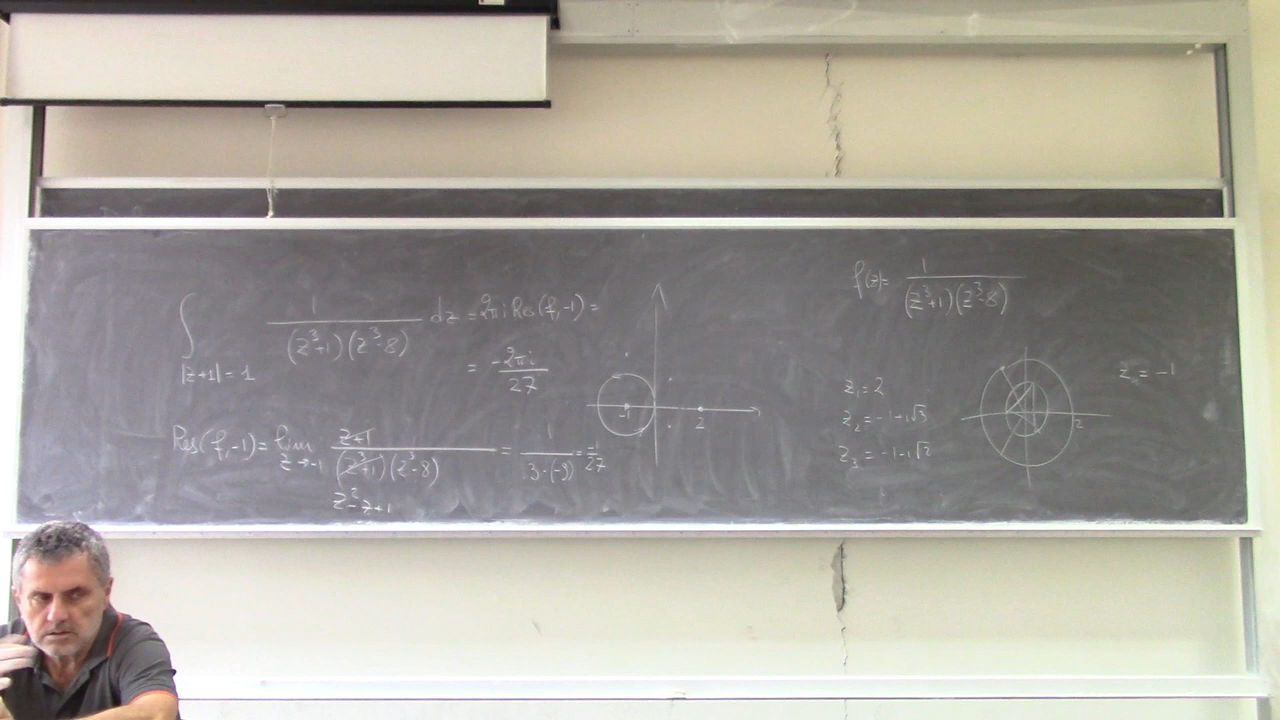 ∫_{|z+1|=1} 1/((z³+1)(z³-8)) dz = 2πi Res(f,-1) =
= -2πi/27
Res(f,-1) = lim_{z→-1} (z+1)/((z³+1)(z³-8)) = 1/(3·(-9)) = -1/27
z²-z+1
-1 2
f(z)= 1/((z³+1)(z³-8))
z₁=2
z₂=-1+i√3
z₃=-1-i√3
2
= -1